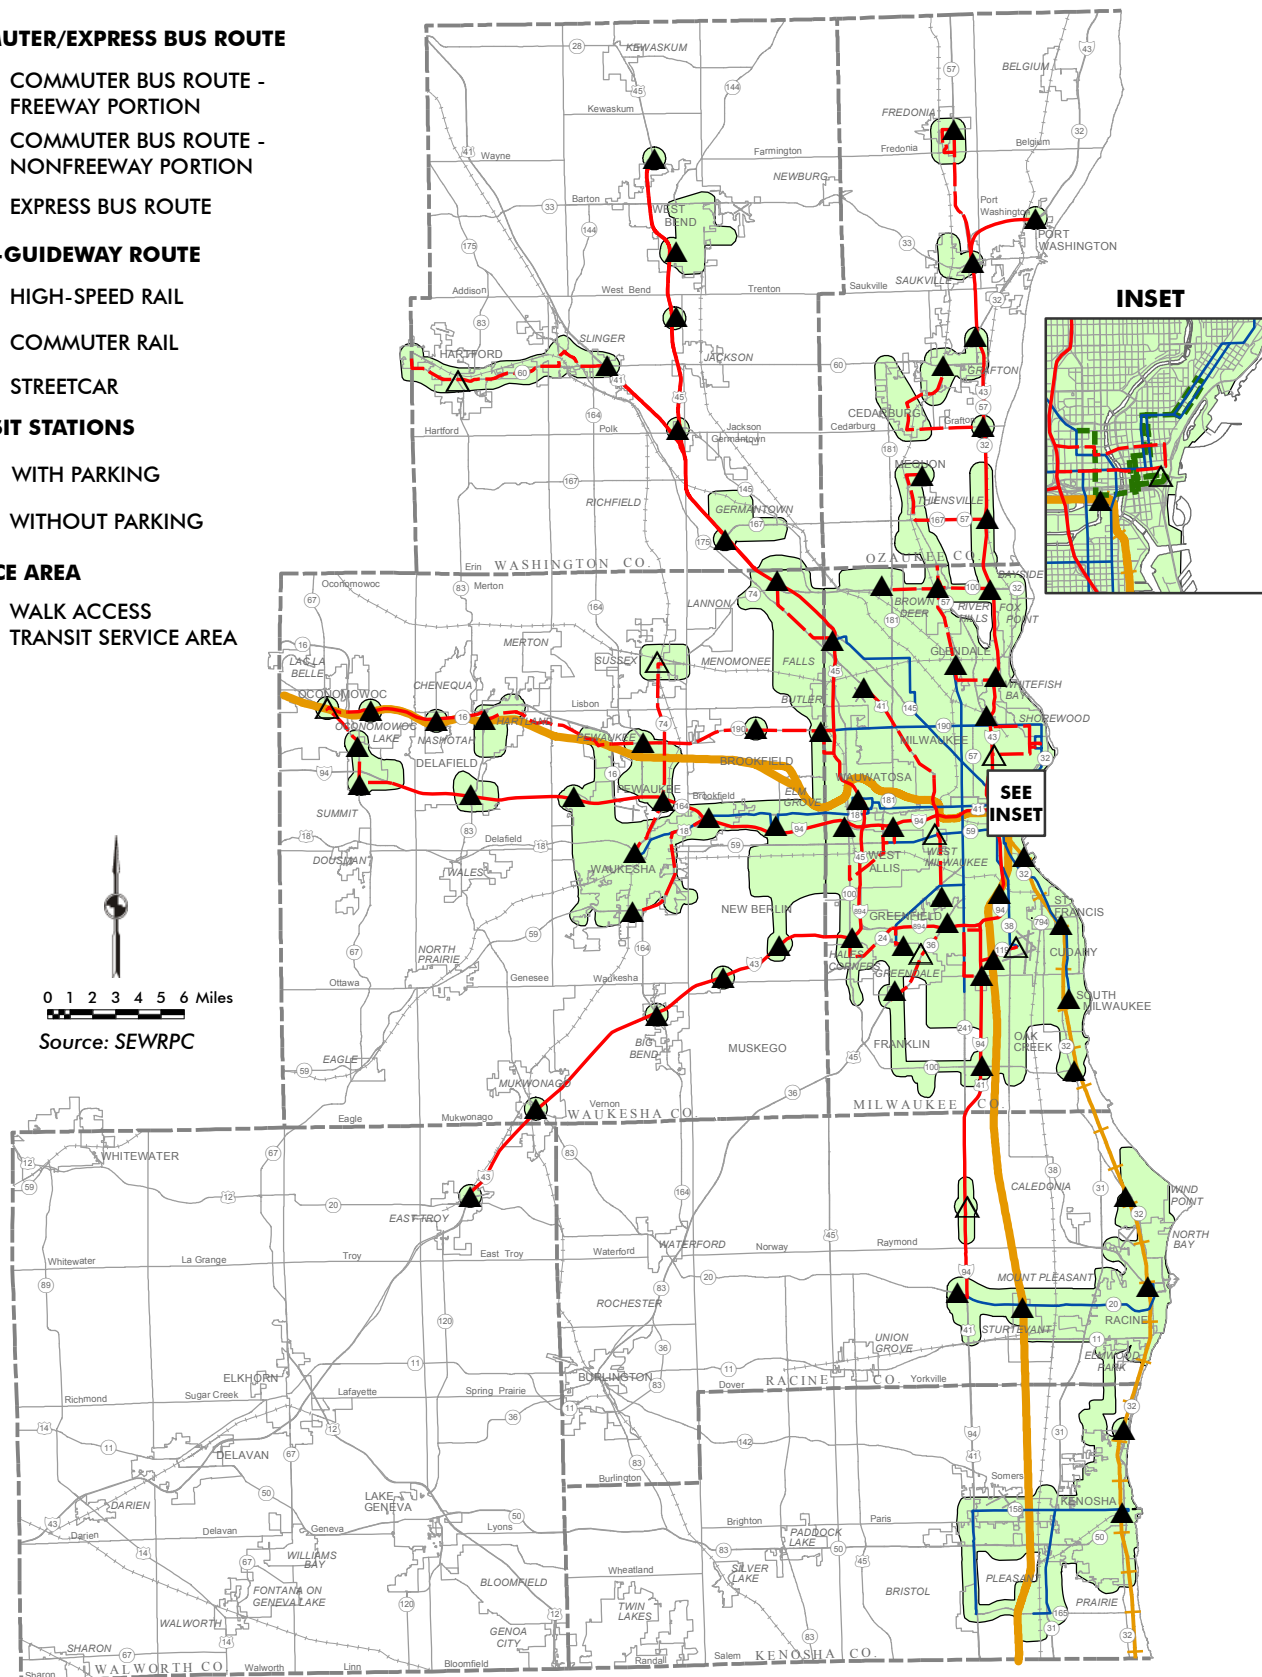 MUTER/EXPRESS BUS ROUTE
COMMUTER BUS ROUTE -
FREEWAY PORTION
COMMUTER BUS ROUTE -
NONFREEWAY PORTION
EXPRESS BUS ROUTE
-GUIDEWAY ROUTE
HIGH-SPEED RAIL
COMMUTER RAIL
STREETCAR
SIT STATIONS
WITH PARKING
WITHOUT PARKING
CE AREA
WALK ACCESS
TRANSIT SERVICE AREA
INSET
SEE
INSET
0 1 2 3 4 5 6 Miles
Source: SEWRPC
KEWASKUM
Kewaskum
Wayne
Barton
Farmington
NEWBURG
WEST
BEND
Addison
West Bend
Trenton
HARTFORD
SLINGER
JACKSON
Hartford
Polk
Jackson
Germantown
RICHFIELD
GERMANTOWN
Erin
WASHINGTON CO.
BELGIUM
FREDONIA
Fredonia
Belgium
Port
Washington
PORT
WASHINGTON
SAUKVILLE
Saukville
GRAFTON
CEDARBURG
Cedarburg
Grafton
MEQUON
THIENSVILLE
OZAUKEE CO.
Oconomowoc
Merton
LANNON
MERTON
SUSSEX
MENOMONEE FALLS
LAC LA
BELLE
OCONOMOWOC
CHENEQUA
Lisbon
BUTLER
OCONOMOWOC
LAKE
NASHOTAH
HARTLAND
PEWAUKEE
DELAFIELD
BROOKFIELD
PEWAUKEE
Brookfield
ELM
GROVE
SUMMIT
Delafield
DOUSMAN
WALES
WAUKESHA
NEW BERLIN
NORTH
PRAIRIE
Ottawa
Genesee
Waukesha
EAGLE
BIG
BEND
MUSKEGO
MUKWONAGO
Eagle
Mukwonago
Vernon
WAUKESHA CO.
BAYSIDE
BROWN
DEER
RIVER
HILLS
FOX
POINT
GLENDALE
WHITEFISH
BAY
SHOREWOOD
MILWAUKEE
WAUWATOSA
WEST
ALLIS
WEST
MILWAUKEE
GREENFIELD
HALES
CORNERS
GREENDALE
ST.
FRANCIS
CUDAHY
SOUTH
MILWAUKEE
FRANKLIN
OAK
CREEK
MILWAUKEE CO.
WHITEWATER
EAST TROY
Whitewater
La Grange
Troy
East Troy
ELKHORN
Richmond
Sugar Creek
Lafayette
Spring Prairie
DELAVAN
DARIEN
Darien
Delavan
LAKE
GENEVA
Geneva
Lyons
WILLIAMS
BAY
FONTANA ON
GENEVA LAKE
BLOOMFIELD
WALWORTH
GENOA
CITY
SHARON
Sharon
WALWORTH CO.
Walworth
Linn
Bloomfield
CALEDONIA
WIND
POINT
NORTH
BAY
Waterford
WATERFORD
Norway
Raymond
MOUNT PLEASANT
ROCHESTER
RACINE
STURTEVANT
UNION
GROVE
ELMWOOD
PARK
BURLINGTON
Dover
RACINE CO.
Yorkville
Burlington
Somers
KENOSHA
Brighton
Paris
PADDOCK
LAKE
Wheatland
SILVER
LAKE
PLEASANT
PRAIRIE
BRISTOL
TWIN
LAKES
Randall
Salem
KENOSHA CO.